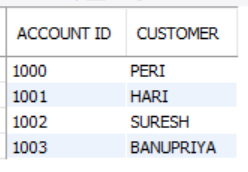 ACCOUNT ID CUSTOMER
1000 PERI
1001 HARI
1002 SURESH
1003 BANUPRIYA